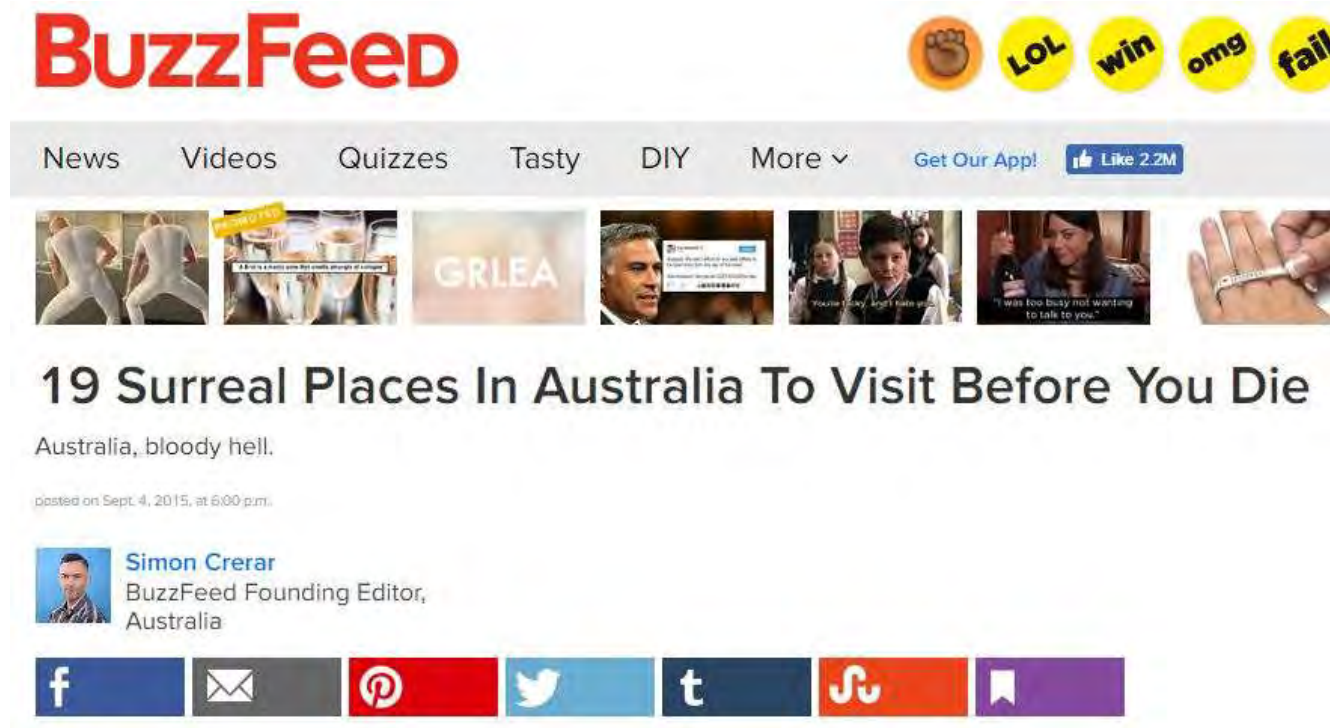 BuzzFeed
LOL win omg fail
News Videos Quizzes Tasty DIY More Get Our App! Like 2.2M
PROMOTED
GRLEA
"I was too busy not wanting
to talk to you."
19 Surreal Places In Australia To Visit Before You Die
Australia, bloody hell.
posted on Sept. 4, 2015, at 6:00 p.m.
Simon Crerar
BuzzFeed Founding Editor,
Australia